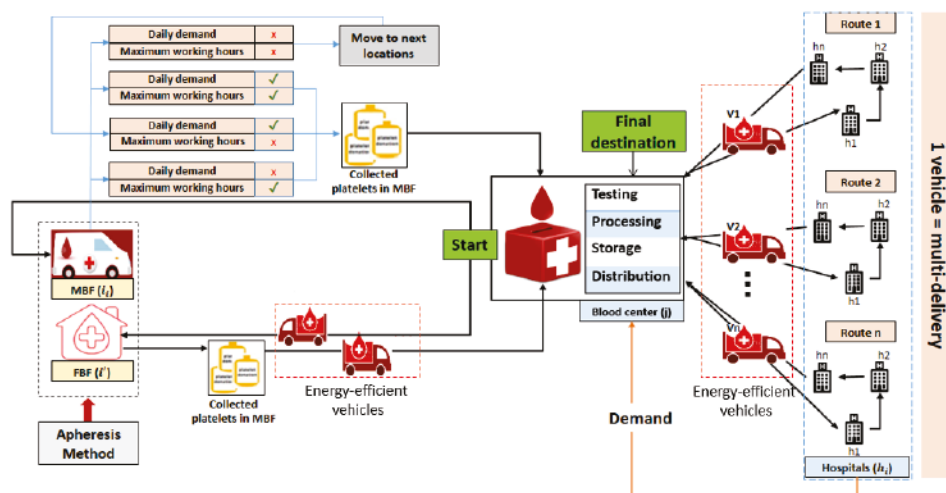 Daily demand x
Maximum working hours x
Move to next
locations
Daily demand ✓
Maximum working hours ✓
Daily demand ✓
Maximum working hours x
Daily demand x
Maximum working hours ✓
Collected
platelets in MBF
Final
destination
Start
Testing
Processing
Storage
Distribution
Blood center (j)
MBF (i_i)
FBF (i')
Apheresis
Method
Collected
platelets in MBF
Energy-efficient
vehicles
Demand
V1
V2
Vn
Energy-efficient
vehicles
Route 1
hn
h2
h1
Route 2
hn
h2
h1
Route n
hn
h2
h1
Hospitals (h_i)
1 vehicle = multi-delivery